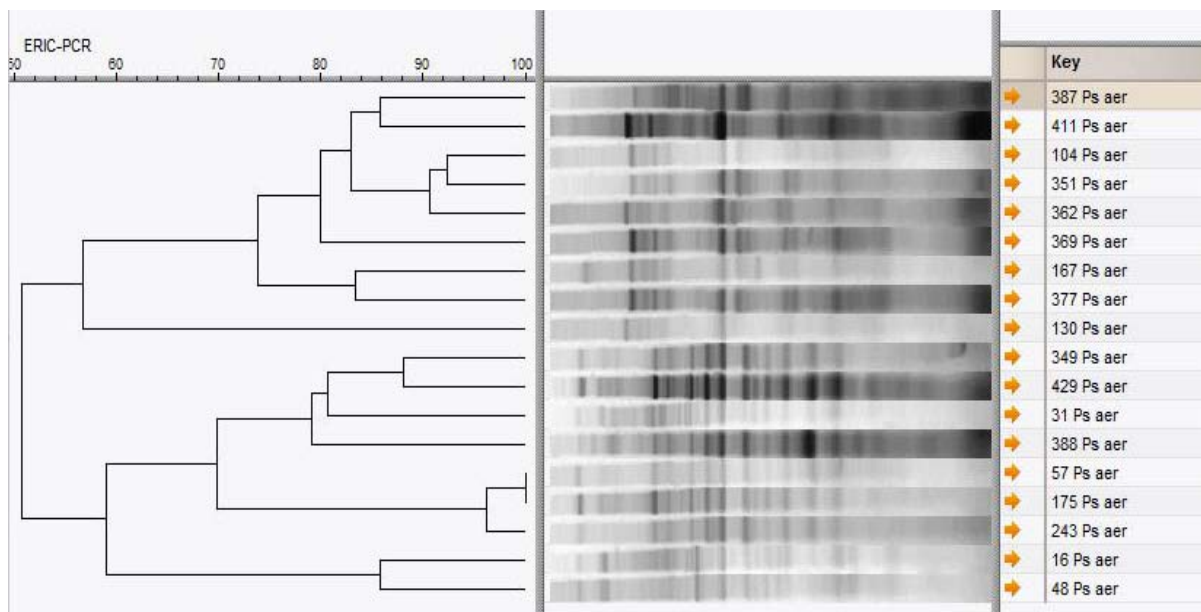 ERIC-PCR
50 60 70 80 90 100
Key
387 Ps aer
411 Ps aer
104 Ps aer
351 Ps aer
362 Ps aer
369 Ps aer
167 Ps aer
377 Ps aer
130 Ps aer
349 Ps aer
429 Ps aer
31 Ps aer
388 Ps aer
57 Ps aer
175 Ps aer
243 Ps aer
16 Ps aer
48 Ps aer